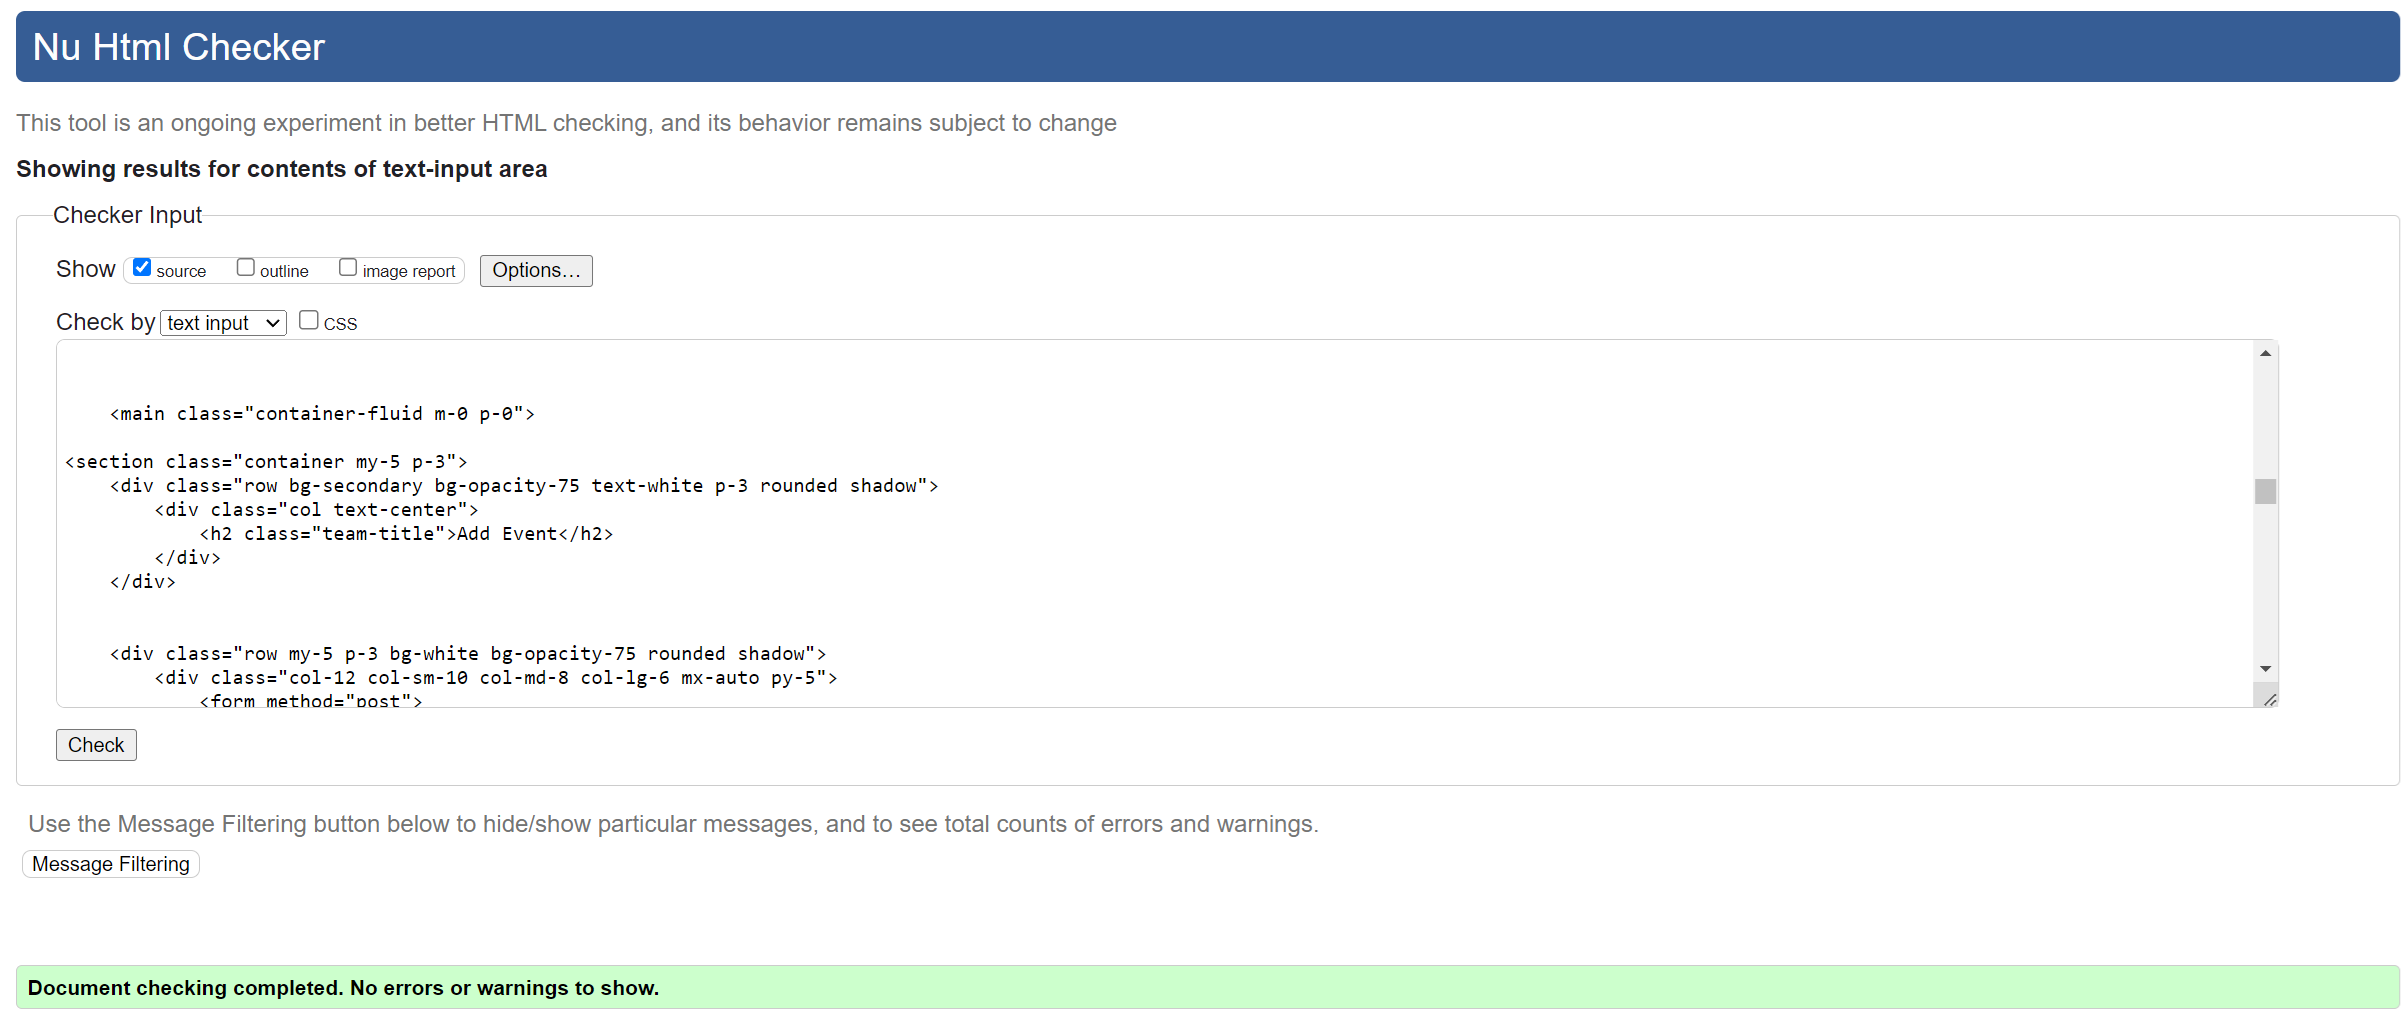 Nu Html Checker
This tool is an ongoing experiment in better HTML checking, and its behavior remains subject to change
Showing results for contents of text-input area
Checker Input
Show source outline image report Options...
Check by text input CSS
<main class="container-fluid m-0 p-0">
<section class="container my-5 p-3">
<div class="row bg-secondary bg-opacity-75 text-white p-3 rounded shadow">
<div class="col text-center">
<h2 class="team-title">Add Event</h2>
</div>
</div>
<div class="row my-5 p-3 bg-white bg-opacity-75 rounded shadow">
<div class="col-12 col-sm-10 col-md-8 col-lg-6 mx-auto py-5">
<form method="post">
Check
Use the Message Filtering button below to hide/show particular messages, and to see total counts of errors and warnings.
Message Filtering
Document checking completed. No errors or warnings to show.